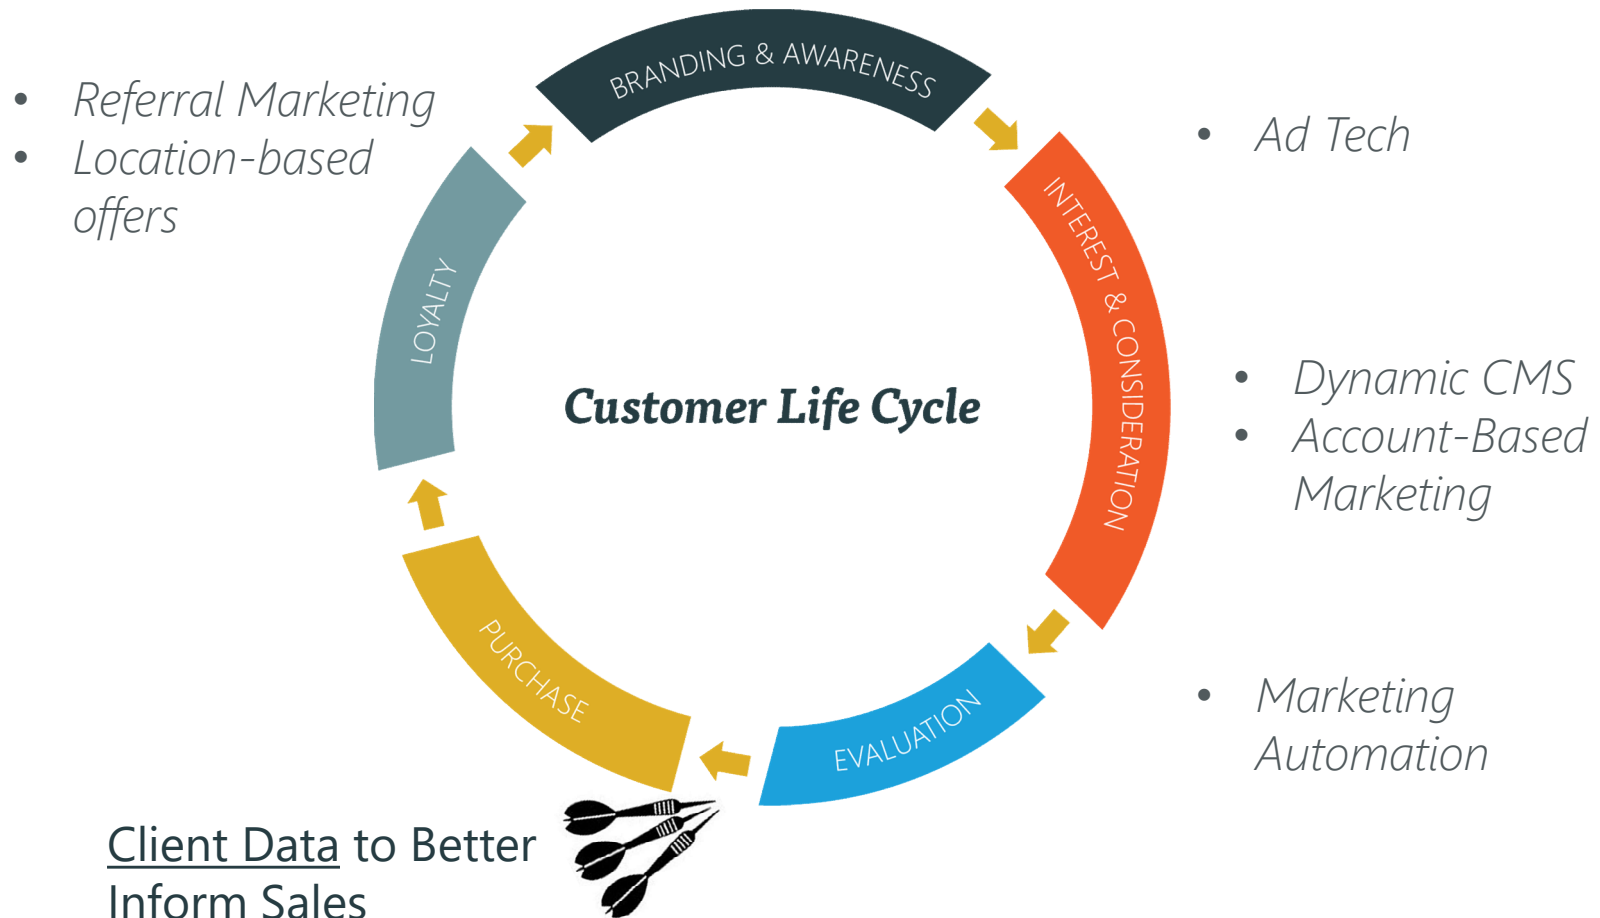 BRANDING & AWARENESS
• Referral Marketing
• Location-based
offers
• Ad Tech
INTEREST & CONSIDERATION
LOYALTY
Customer Life Cycle
• Dynamic CMS
• Account-Based
Marketing
PURCHASE
EVALUATION
• Marketing
Automation
Client Data to Better
Inform Sales